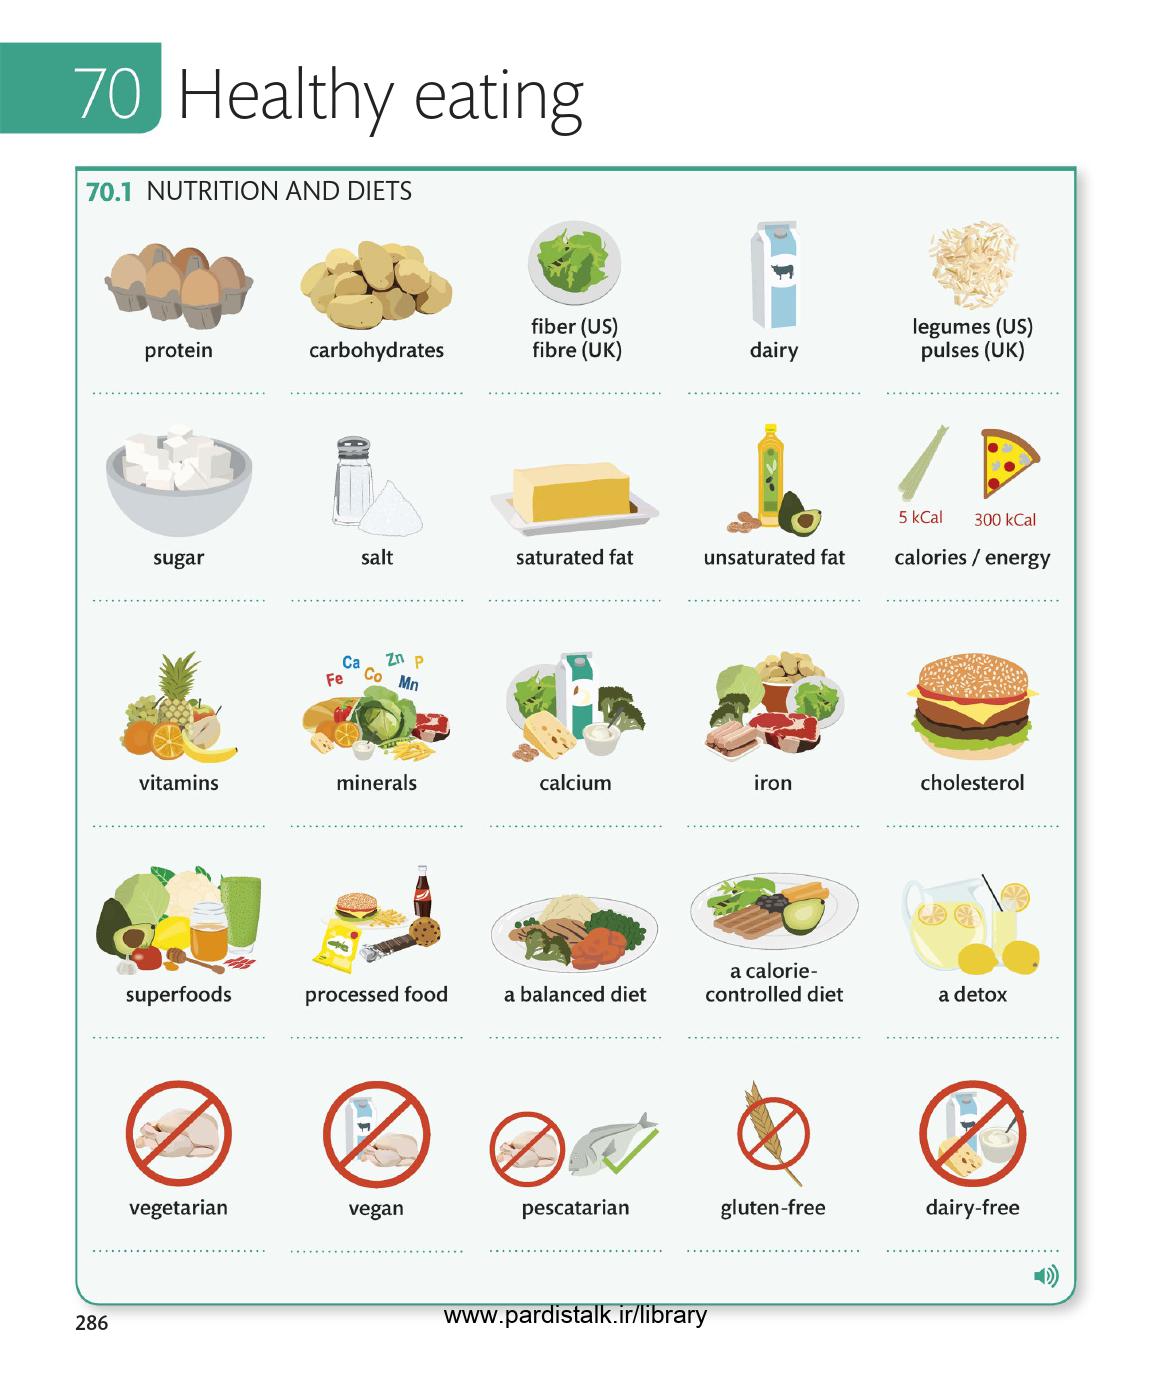 70 Healthy eating
70.1 NUTRITION AND DIETS
protein
carbohydrates
fiber (US)
fibre (UK)
dairy
legumes (US)
pulses (UK)
sugar
salt
saturated fat
unsaturated fat
5 kCal
300 kCal
calories / energy
vitamins
Fe
Ca
Co
Zn
P
Mn
minerals
calcium
iron
cholesterol
superfoods
processed food
a balanced diet
a calorie-
controlled diet
a detox
vegetarian
vegan
pescatarian
gluten-free
dairy-free
286
www.pardistalk.ir/library